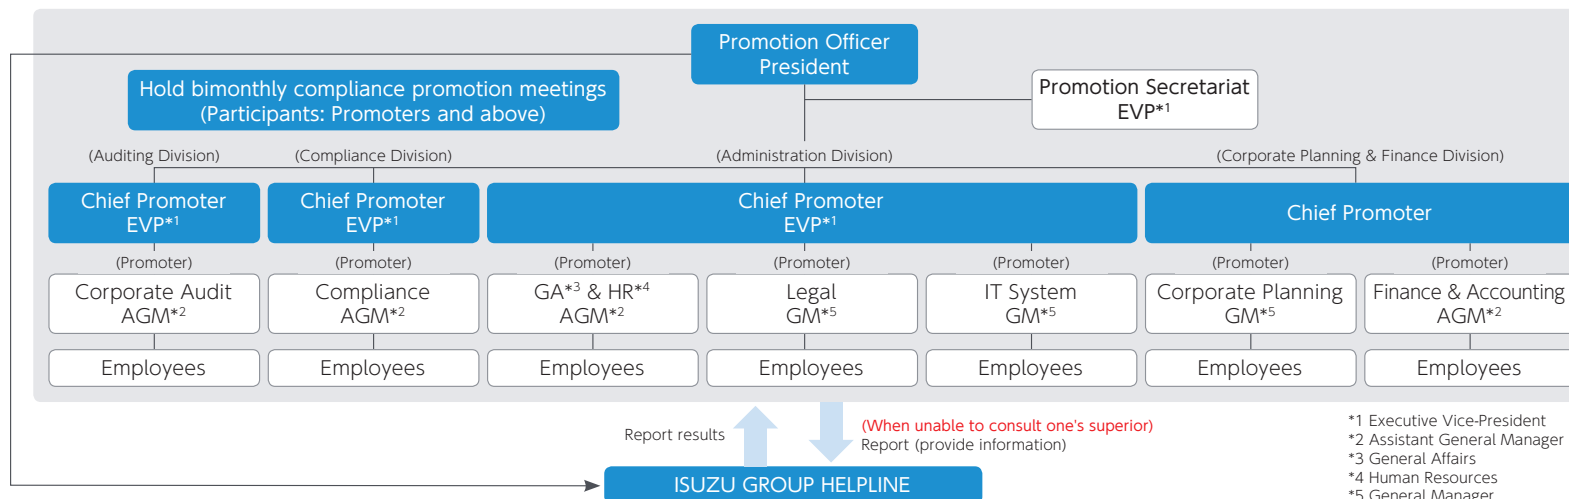 Promotion Officer
President
Hold bimonthly compliance promotion meetings
(Participants: Promoters and above)
Promotion Secretariat
EVP*1
(Auditing Division)
(Compliance Division)
(Administration Division)
(Corporate Planning & Finance Division)
Chief Promoter
EVP*1
Chief Promoter
EVP*1
Chief Promoter
EVP*1
Chief Promoter
(Promoter)
(Promoter)
(Promoter)
(Promoter)
(Promoter)
(Promoter)
(Promoter)
Corporate Audit
AGM*2
Compliance
AGM*2
GA*3 & HR*4
AGM*2
Legal
GM*5
IT System
GM*5
Corporate Planning
GM*5
Finance & Accounting
AGM*2
Employees
Employees
Employees
Employees
Employees
Employees
Employees
Report results
(When unable to consult one's superior)
Report (provide information)
ISUZU GROUP HELPLINE
*1 Executive Vice-President
*2 Assistant General Manager
*3 General Affairs
*4 Human Resources
*5 General Manager